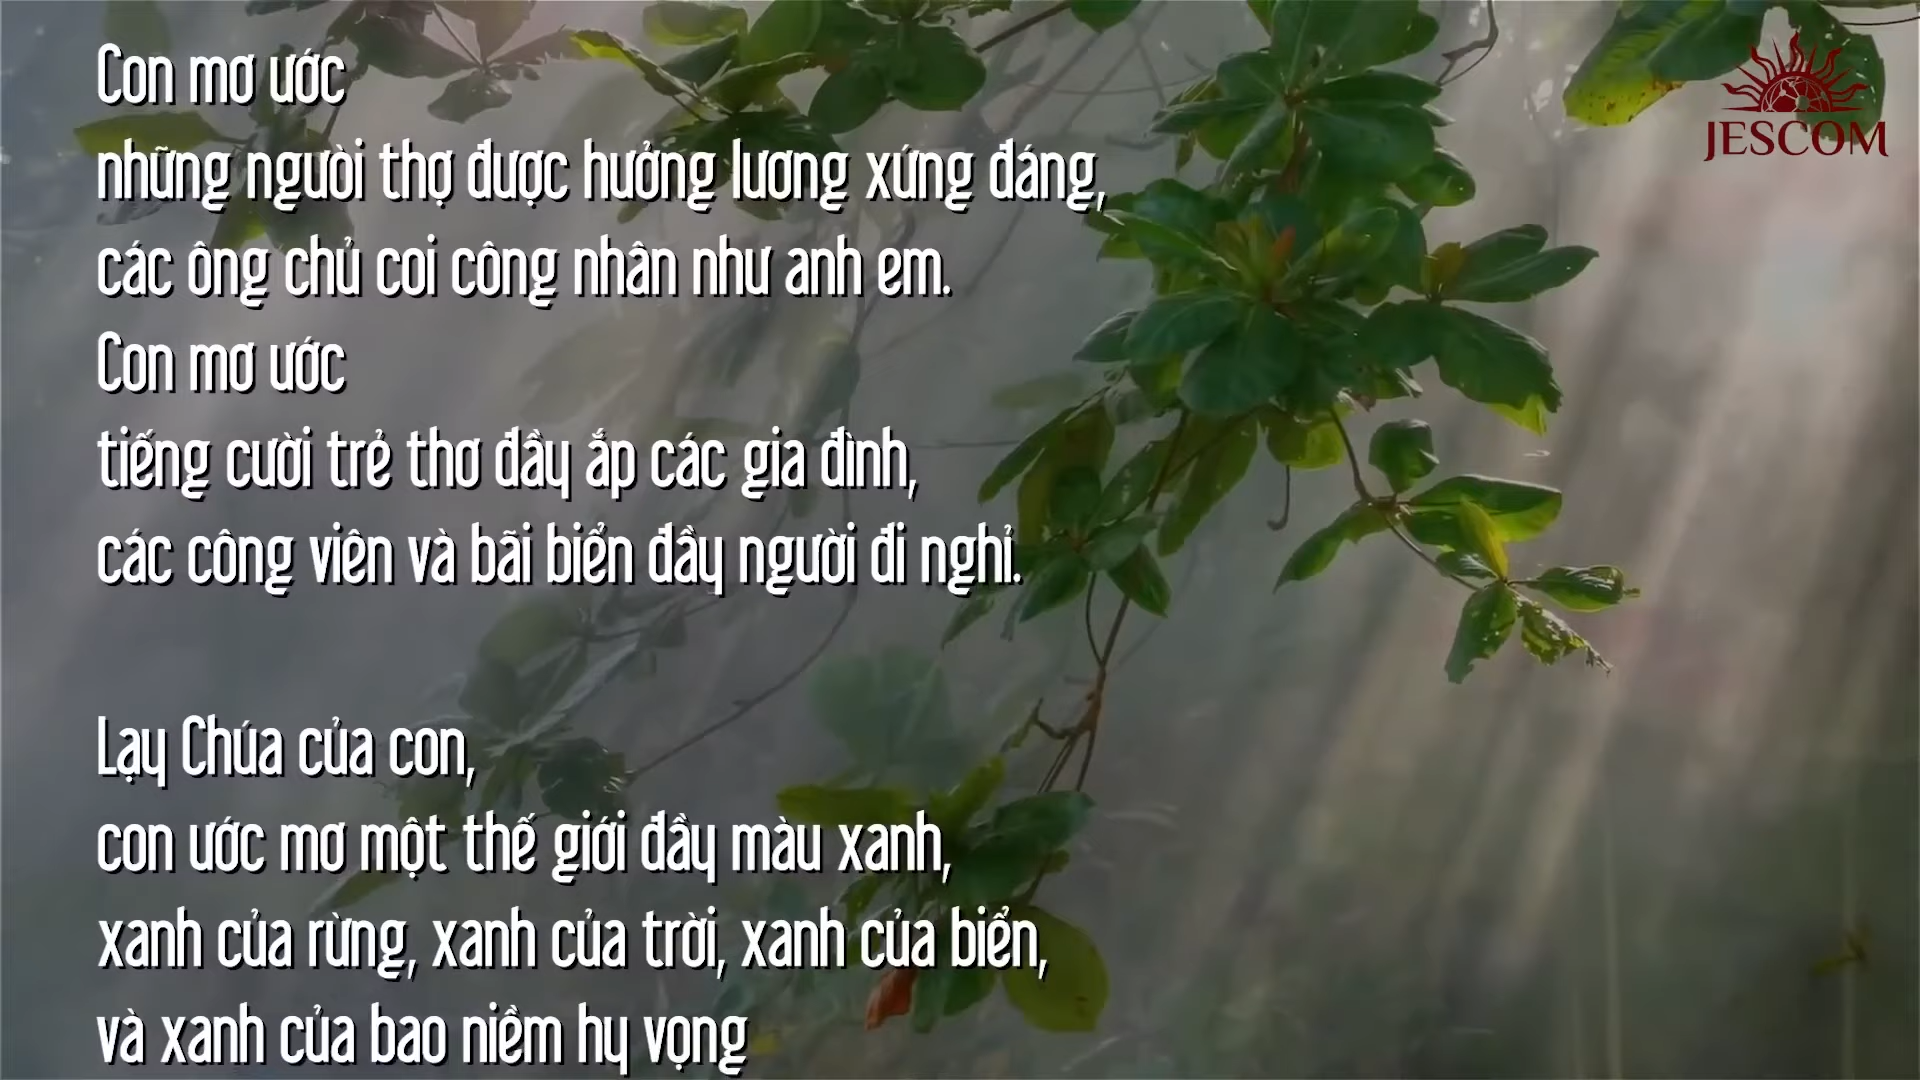 Con mơ ước
những người thợ được hưởng lương xứng đáng,
các ông chủ coi công nhân như anh em.
Con mơ ước
tiếng cười trẻ thơ đầy ắp các gia đình,
các công viên và bãi biển đầy người đi nghỉ.
Lạy Chúa của con,
con ước mơ một thế giới đầy màu xanh,
xanh của rừng, xanh của trời, xanh của biển,
và xanh của bao niềm hy vọng
JESCOM